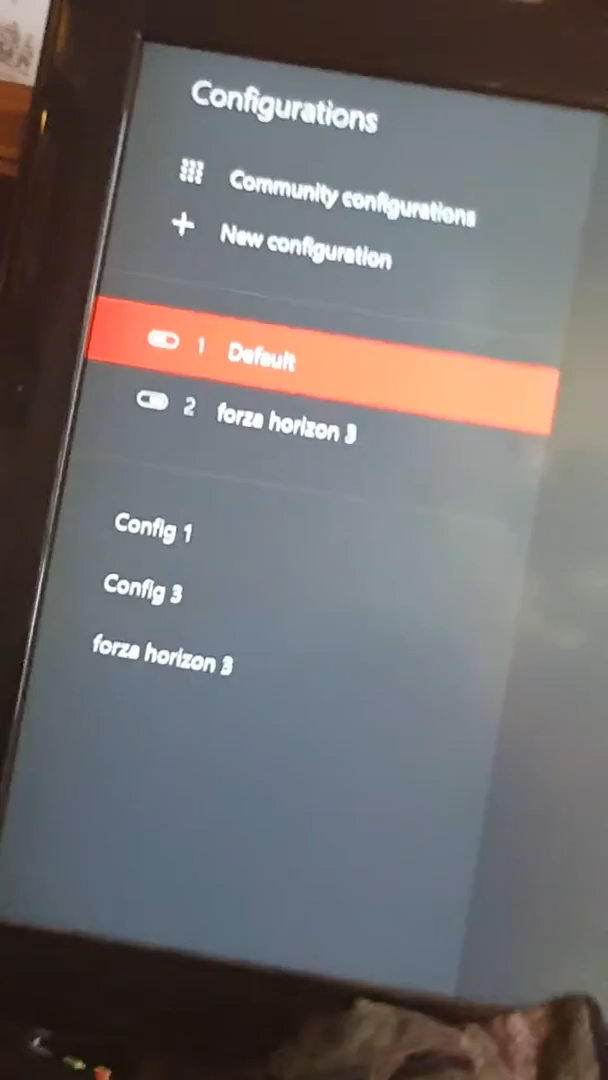 Configurations
Community configurations
+ New configuration
1 Default
2 forza horizon 3
Config 1
Config 3
forza horizon 3